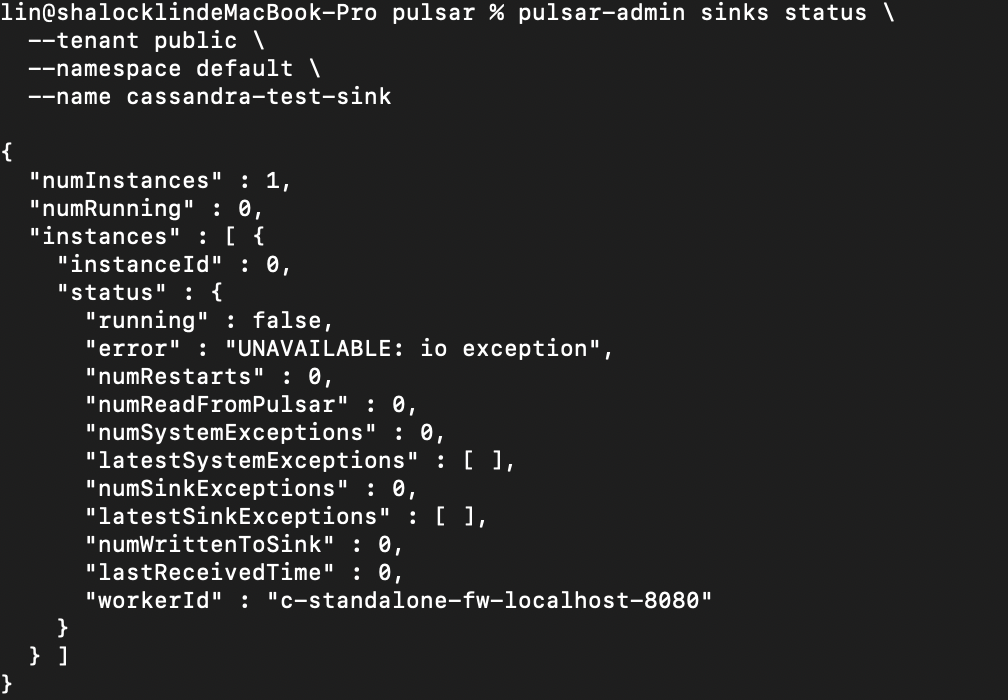 lin@shalocklindeMacBook-Pro pulsar % pulsar-admin sinks status \
  --tenant public \
  --namespace default \
  --name cassandra-test-sink

{
  "numInstances" : 1,
  "numRunning" : 0,
  "instances" : [ {
    "instanceId" : 0,
    "status" : {
      "running" : false,
      "error" : "UNAVAILABLE: io exception",
      "numRestarts" : 0,
      "numReadFromPulsar" : 0,
      "numSystemExceptions" : 0,
      "latestSystemExceptions" : [ ],
      "numSinkExceptions" : 0,
      "latestSinkExceptions" : [ ],
      "numWrittenToSink" : 0,
      "lastReceivedTime" : 0,
      "workerId" : "c-standalone-fw-localhost-8080"
    }
  } ]
}